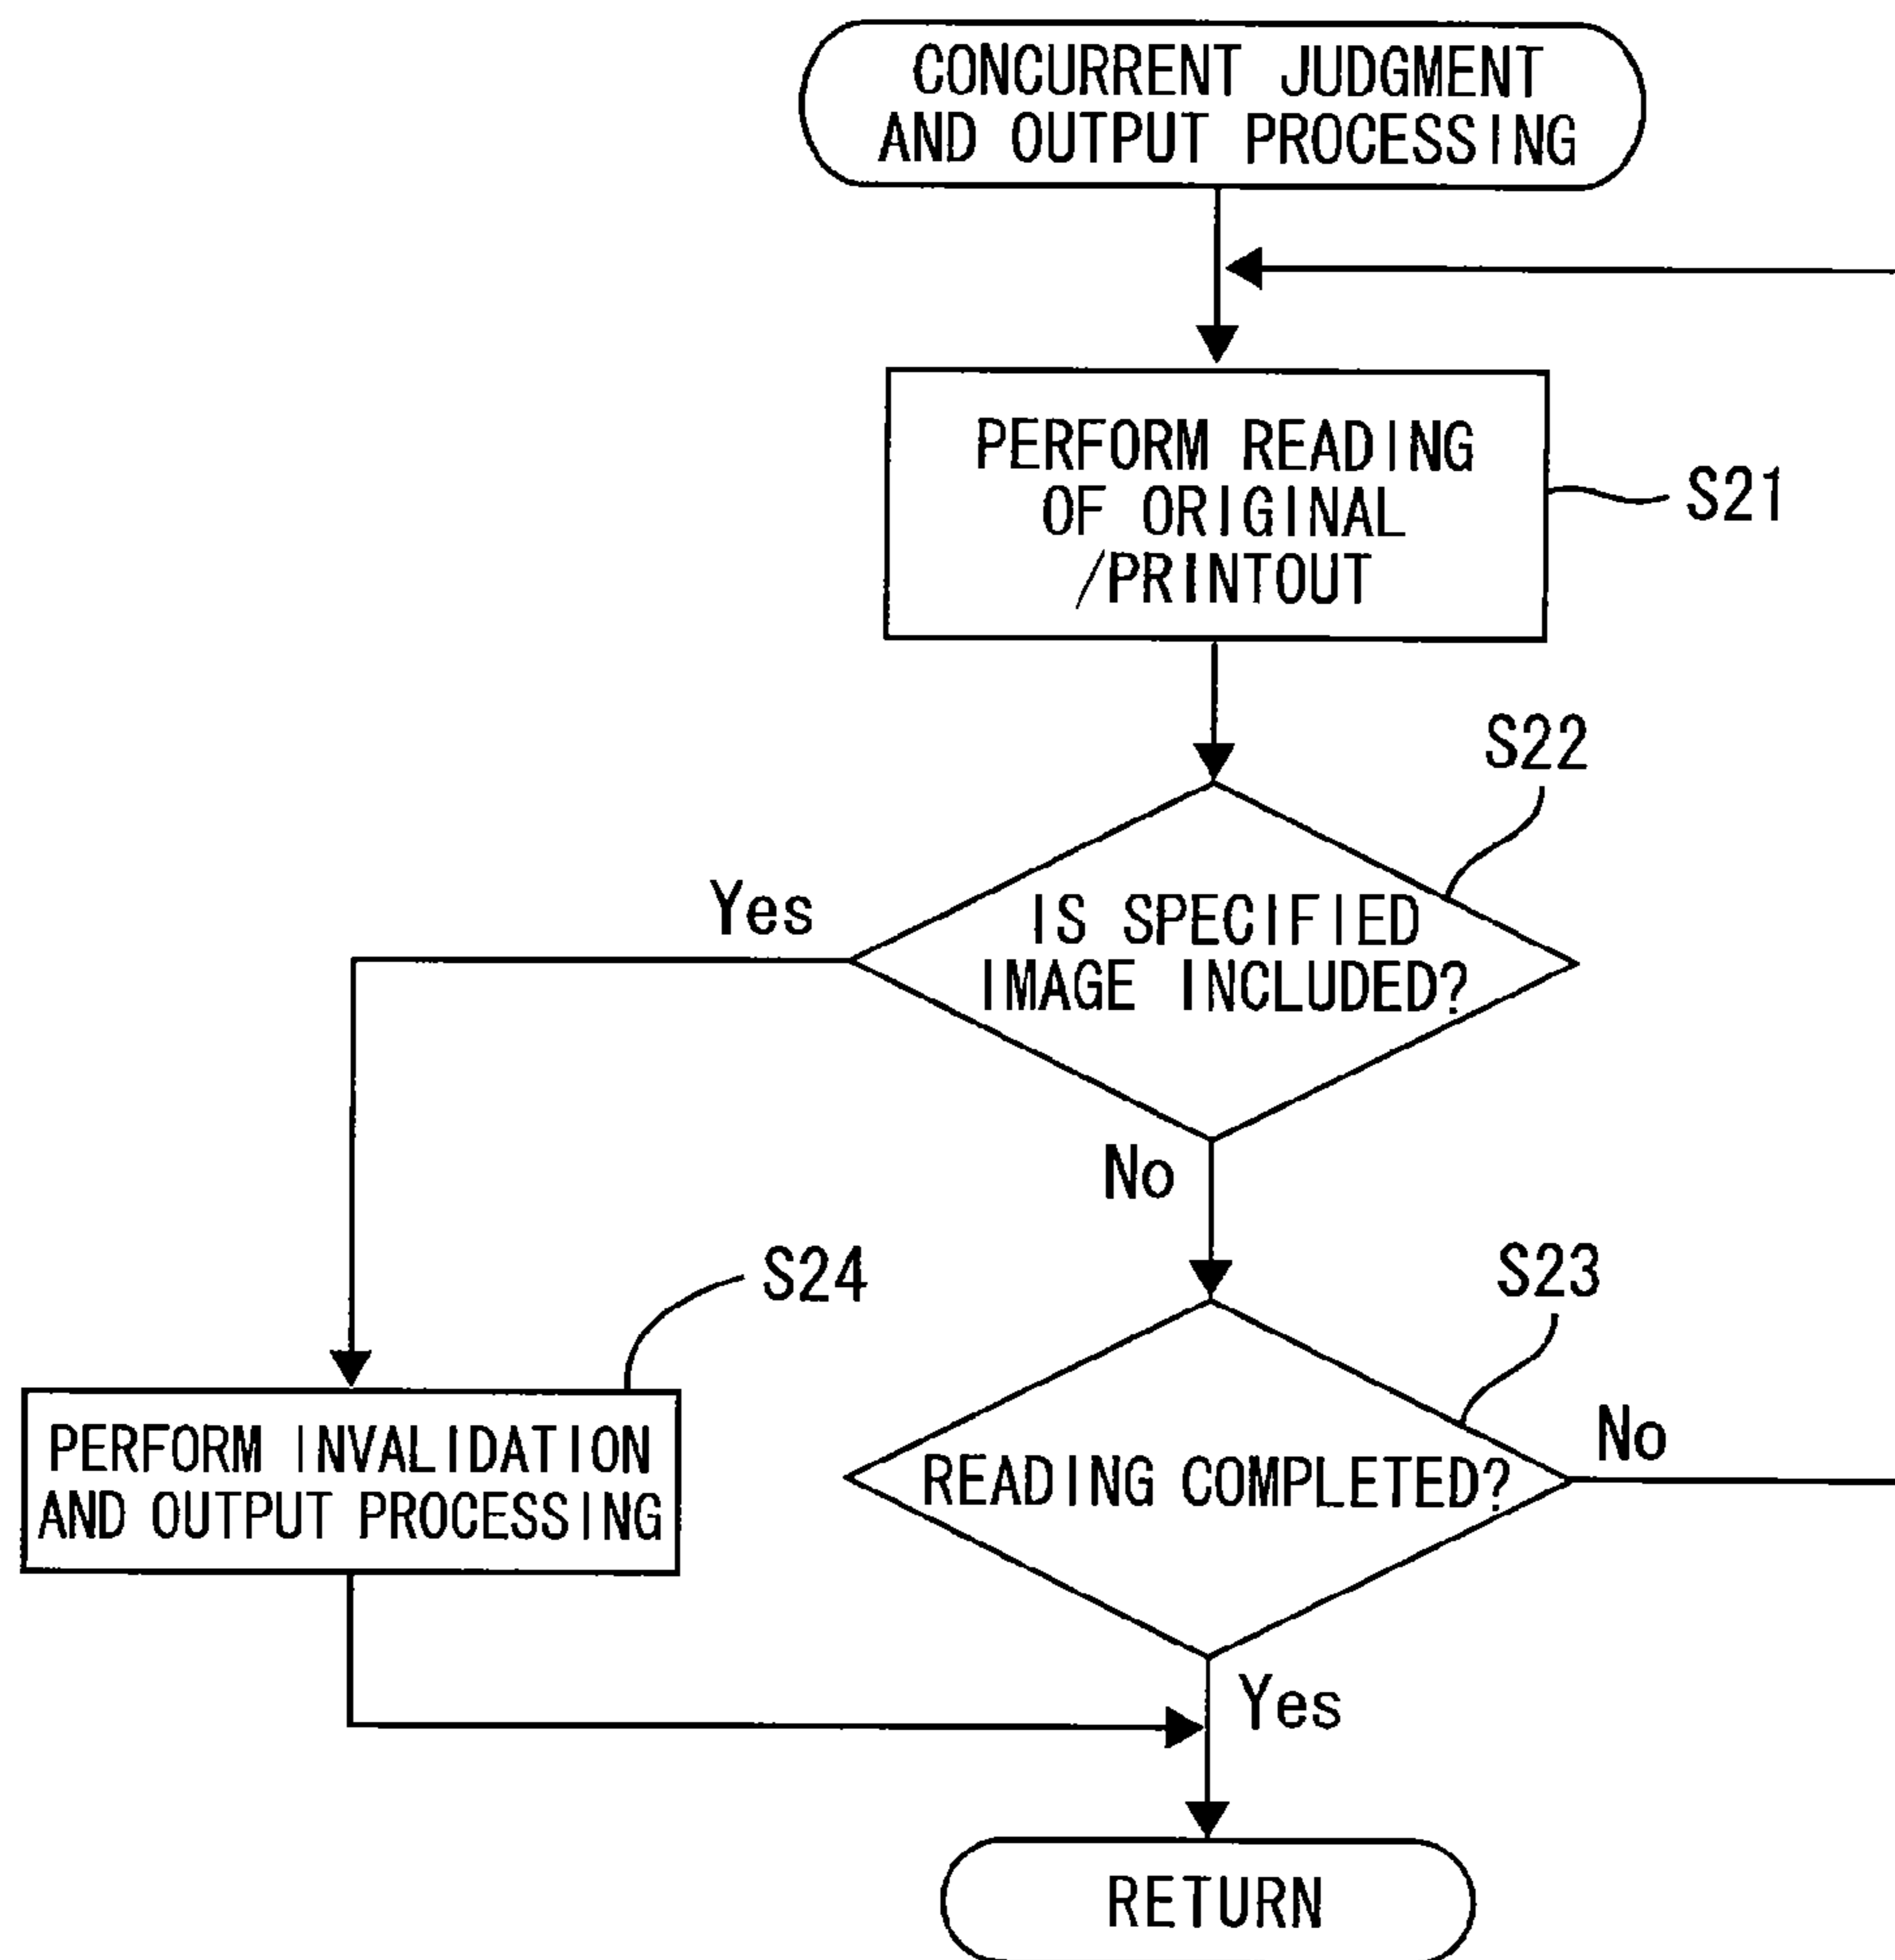 CONCURRENT JUDGMENT
AND OUTPUT PROCESSING
PERFORM READING
OF ORIGINAL
/PRINTOUT
S21
S22
Yes
IS SPECIFIED
IMAGE INCLUDED?
No
S24
S23
PERFORM INVALIDATION
AND OUTPUT PROCESSING
READING COMPLETED?
No
Yes
RETURN